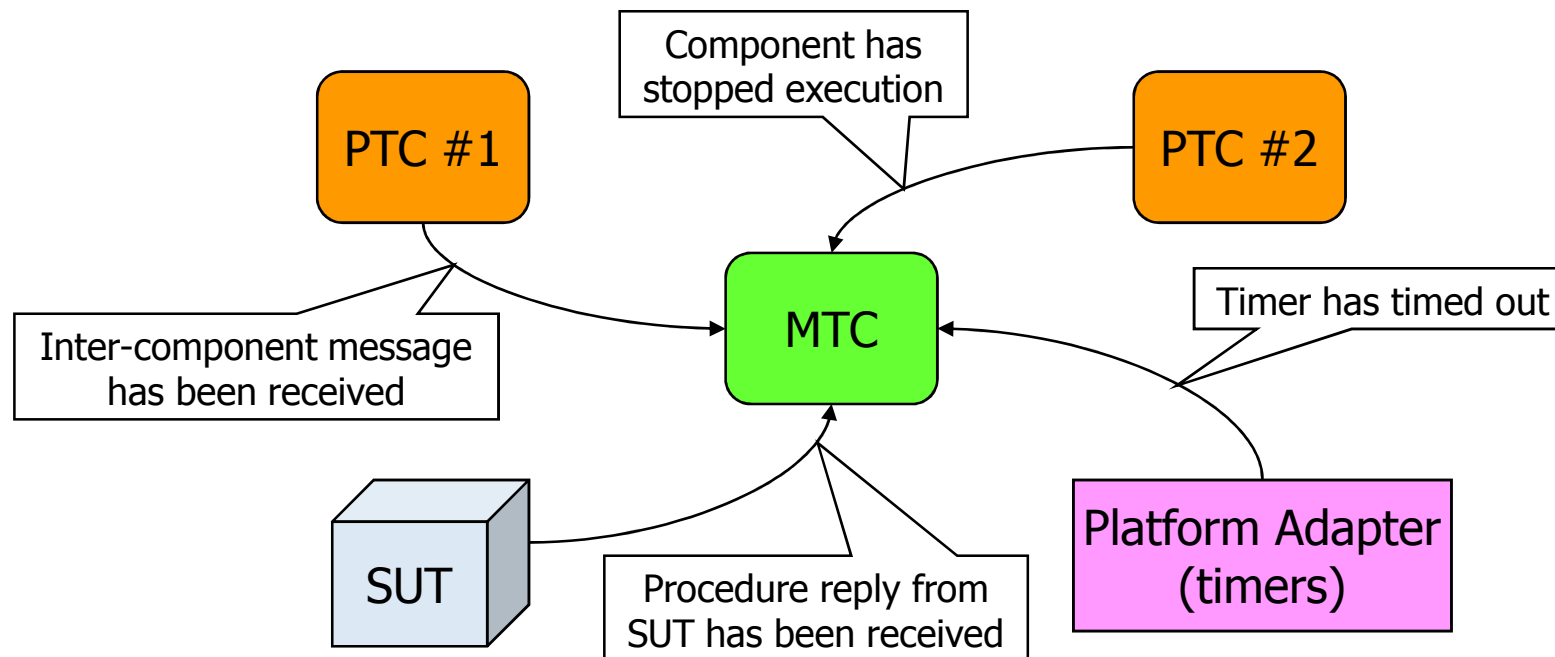 Component has
stopped execution
PTC #1
PTC #2
Timer has timed out
MTC
Inter-component message
has been received
SUT
Platform Adapter
(timers)
Procedure reply from
SUT has been received